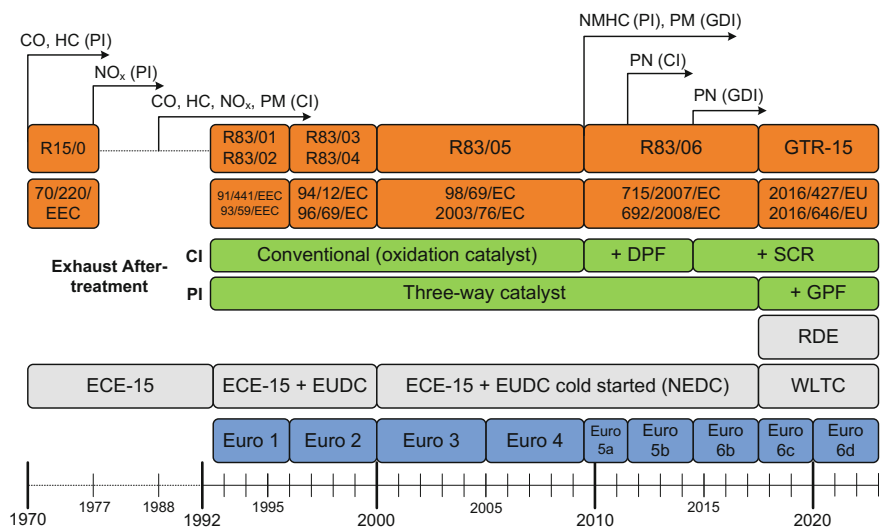 NMHC (PI), PM (GDI)
CO, HC (PI)
PN (CI)
NOₓ (PI)
CO, HC, NOₓ, PM (CI)
PN (GDI)
R15/0
R83/01
R83/02
R83/03
R83/04
R83/05
R83/06
GTR-15
70/220/
EEC
91/441/EEC
93/59/EEC
94/12/EC
96/69/EC
98/69/EC
2003/76/EC
715/2007/EC
692/2008/EC
2016/427/EU
2016/646/EU
Exhaust After-
treatment
CI
Conventional (oxidation catalyst)
+ DPF
+ SCR
PI
Three-way catalyst
+ GPF
RDE
ECE-15
ECE-15 + EUDC
ECE-15 + EUDC cold started (NEDC)
WLTC
Euro 1
Euro 2
Euro 3
Euro 4
Euro
5a
Euro
5b
Euro
6b
Euro
6c
Euro
6d
1970
1977
1988
1992
1995
2000
2005
2010
2015
2020